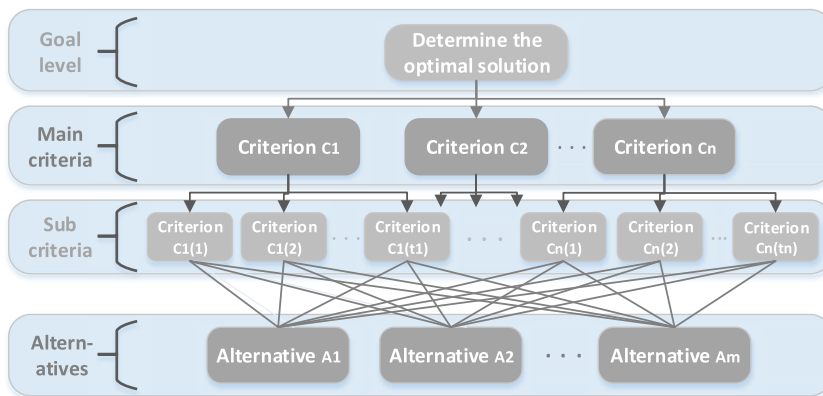 Goal
level
Determine the
optimal solution
Main
criteria
Criterion C1
Criterion C2
. . .
Criterion Cn
Sub
criteria
Criterion
C1(1)
Criterion
C1(2)
. . .
Criterion
C1(t1)
. . .
Criterion
Cn(1)
Criterion
Cn(2)
...
Criterion
Cn(tn)
Altern-
atives
Alternative A1
Alternative A2
. . .
Alternative Am